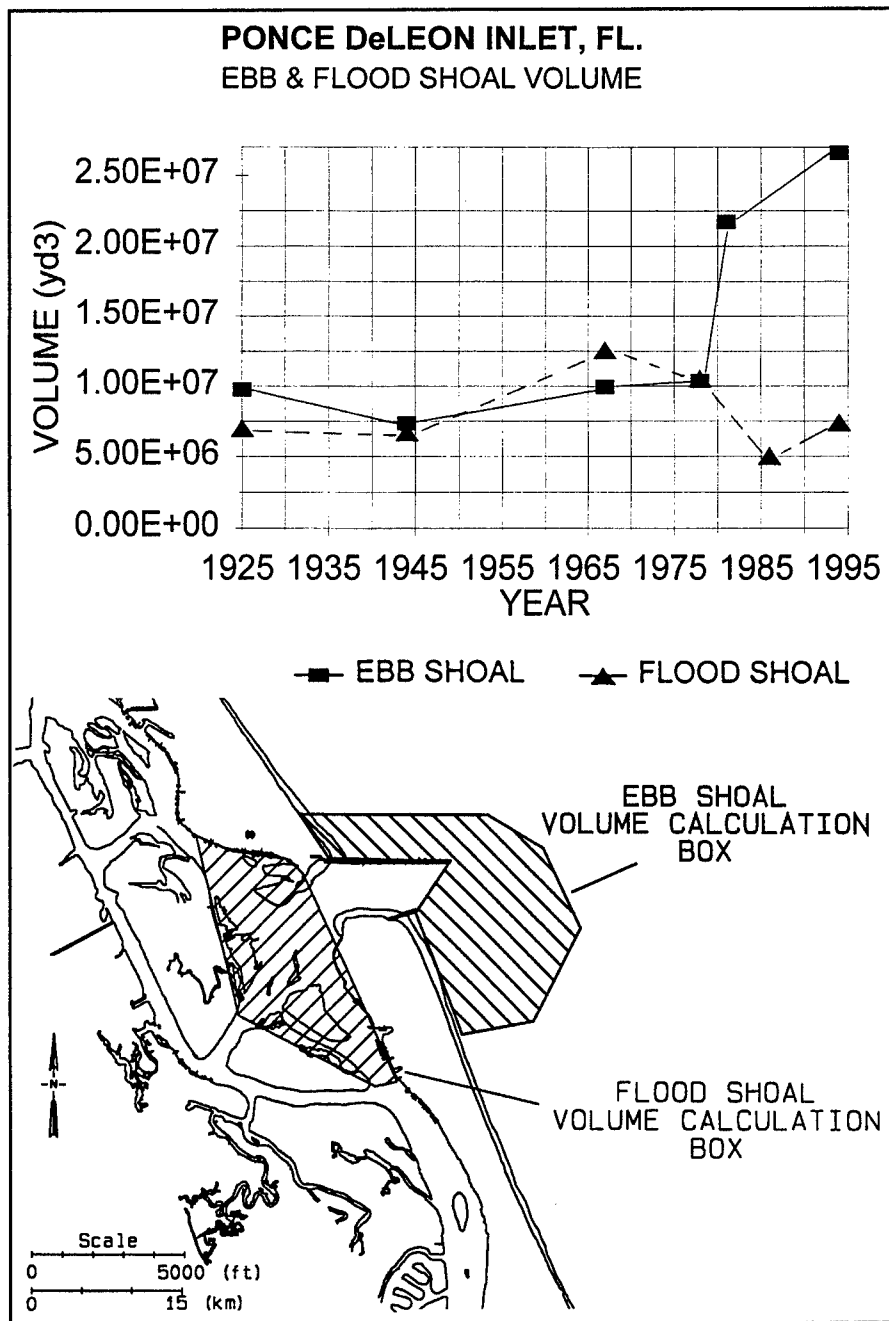 PONCE DeLEON INLET, FL.
EBB & FLOOD SHOAL VOLUME
VOLUME (yd3)
2.50E+07
2.00E+07
1.50E+07
1.00E+07
5.00E+06
0.00E+00
1925 1935 1945 1955 1965 1975 1985 1995
YEAR
EBB SHOAL FLOOD SHOAL
EBB SHOAL
VOLUME CALCULATION
BOX
FLOOD SHOAL
VOLUME CALCULATION
BOX
N
Scale
0 5000 (ft)
0 15 (km)